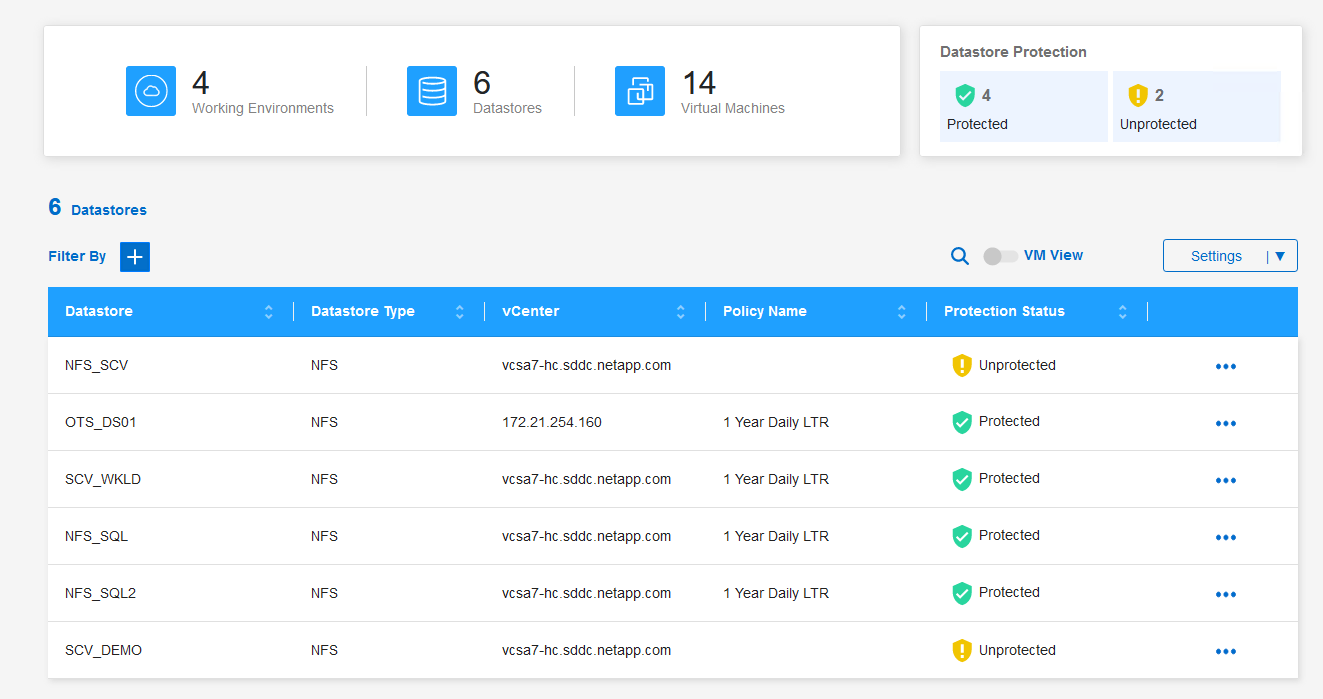 4
Working Environments
6
Datastores
14
Virtual Machines
Datastore Protection
4
Protected
2
Unprotected
6 Datastores
Filter By
VM View
Settings
Datastore Datastore Type vCenter Policy Name Protection Status
NFS_SCV NFS vcsa7-hc.sddc.netapp.com Unprotected
OTS_DS01 NFS 172.21.254.160 1 Year Daily LTR Protected
SCV_WKLD NFS vcsa7-hc.sddc.netapp.com 1 Year Daily LTR Protected
NFS_SQL NFS vcsa7-hc.sddc.netapp.com 1 Year Daily LTR Protected
NFS_SQL2 NFS vcsa7-hc.sddc.netapp.com 1 Year Daily LTR Protected
SCV_DEMO NFS vcsa7-hc.sddc.netapp.com Unprotected